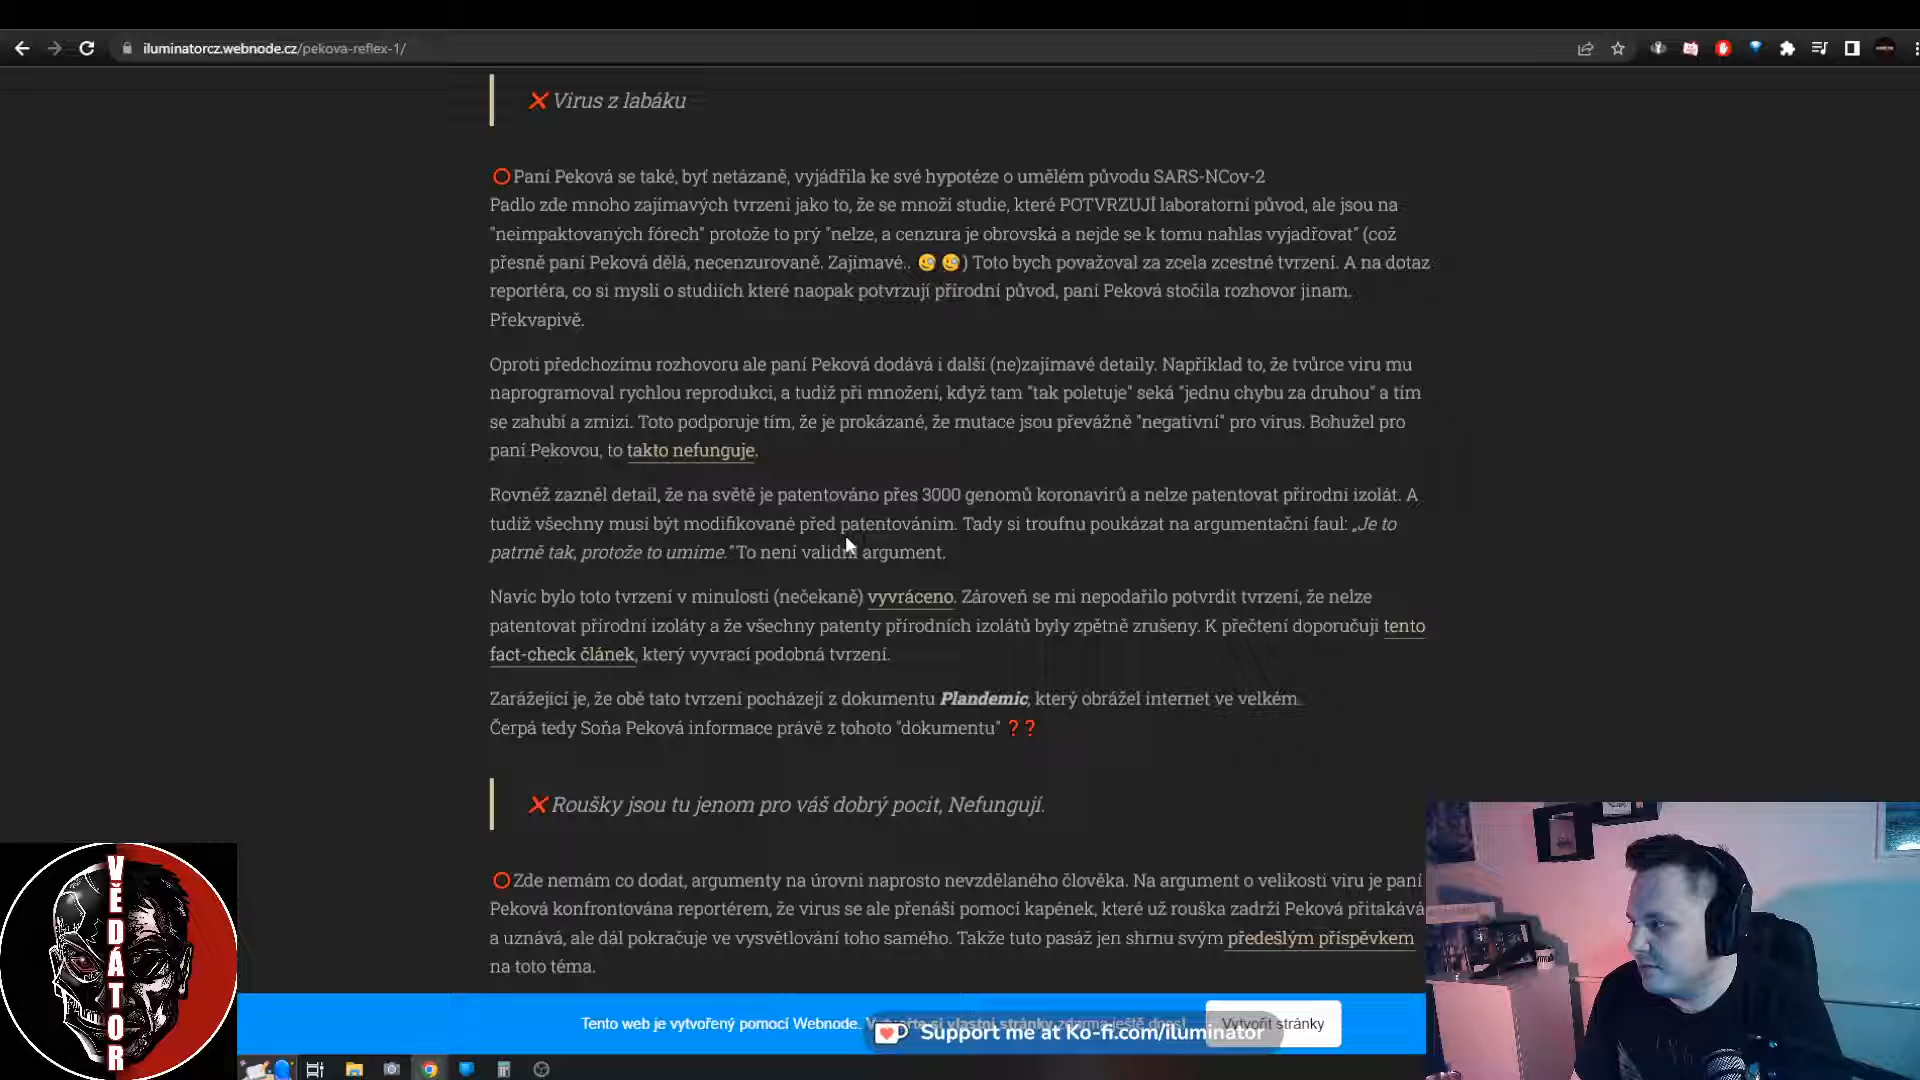 iluminatorcz.webnode.cz/pekova-reflex-1/
❌ Virus z labáku
⭕Paní Peková se také, byť netázaně, vyjádřila ke své hypotéze o umělém původu SARS-NCov-2
Padlo zde mnoho zajímavých tvrzení jako to, že se množí studie, které POTVRZUJÍ laboratorní původ, ale jsou na
"neimpaktovaných fórech" protože to prý "nelze, a cenzura je obrovská a nejde se k tomu nahlas vyjadřovat" (což
přesně paní Peková dělá, necenzurovaně. Zajímavé.. 🧐 🧐 ) Toto bych považoval za zcela zcestné tvrzení. A na dotaz
reportéra, co si myslí o studiích které naopak potvrzují přírodní původ, paní Peková stočila rozhovor jinam.
Překvapivě.
Oproti předchozímu rozhovoru ale paní Peková dodává i další (ne)zajímavé detaily. Například to, že tvůrce viru mu
naprogramoval rychlou reprodukci, a tudíž při množení, když tam "tak poletuje" seká "jednu chybu za druhou" a tím
se zahubí a zmizí. Toto podporuje tím, že je prokázané, že mutace jsou převážně "negativní" pro virus. Bohužel pro
paní Pekovou, to takto nefunguje.
Rovněž zazněl detail, že na světě je patentováno přes 3000 genomů koronavirů a nelze patentovat přírodní izolát. A
tudíž všechny musí být modifikované před patentováním. Tady si troufnu poukázat na argumentační faul: „Je to
patrně tak, protože to umíme." To není validní argument.
Navíc bylo toto tvrzení v minulosti (nečekaně) vyvráceno. Zároveň se mi nepodařilo potvrdit tvrzení, že nelze
patentovat přírodní izoláty a že všechny patenty přírodních izolátů byly zpětně zrušeny. K přečtení doporučuji tento
fact-check článek, který vyvrací podobná tvrzení.
Zarážející je, že obě tato tvrzení pocházejí z dokumentu Plandemic, který obrážel internet ve velkém.
Čerpá tedy Soňa Peková informace právě z tohoto "dokumentu" ❓❓
❌ Roušky jsou tu jenom pro váš dobrý pocit, Nefungují.
⭕Zde nemám co dodat, argumenty na úrovni naprosto nevzdělaného člověka. Na argument o velikosti viru je paní
Peková konfrontována reportérem, že virus se ale přenáší pomocí kapének, které už rouška zadrží Peková přitakává
a uznává, ale dál pokračuje ve vysvětlování toho samého. Takže tuto pasáž jen shrnu svým předešlým příspěvkem
na toto téma.
VĚDÁTOR
Tento web je vytvořený pomocí Webnode. Vytvořte si vlastní stránky zdarma ještě dnes!
Vytvořit stránky
Support me at Ko-fi.com/iluminator